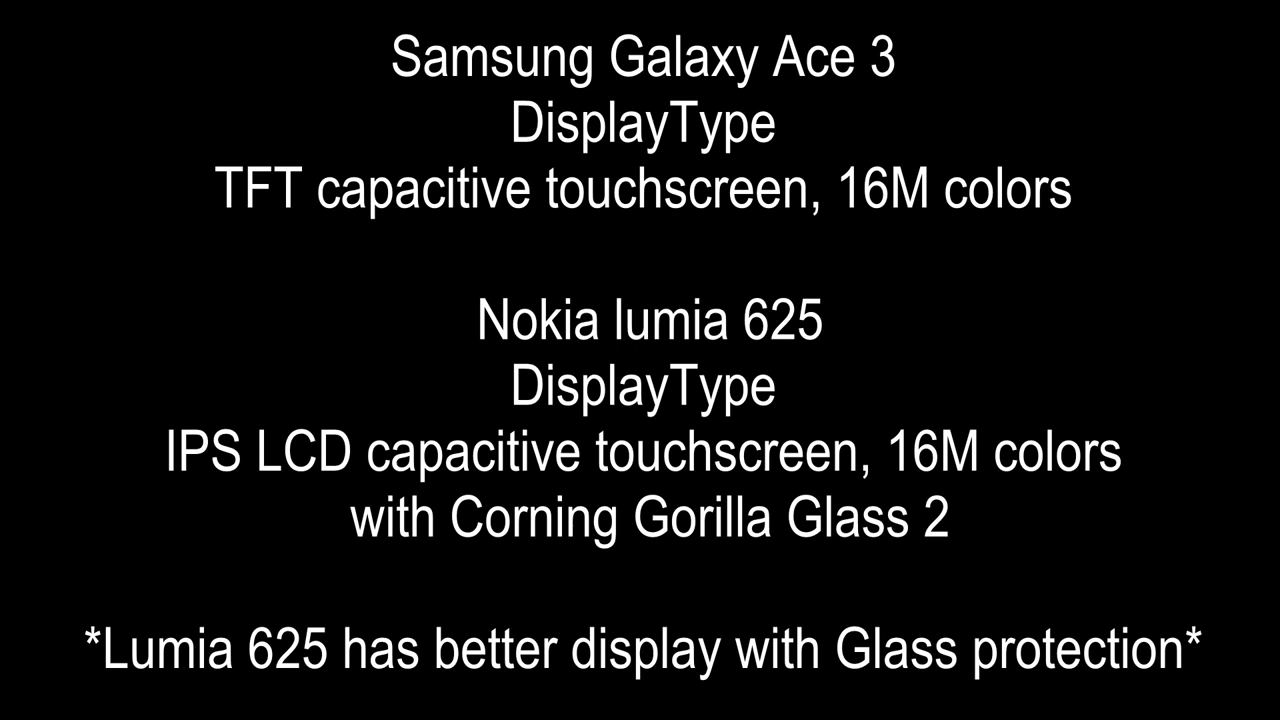 Samsung Galaxy Ace 3
DisplayType
TFT capacitive touchscreen, 16M colors
Nokia lumia 625
DisplayType
IPS LCD capacitive touchscreen, 16M colors
with Corning Gorilla Glass 2
*Lumia 625 has better display with Glass protection*